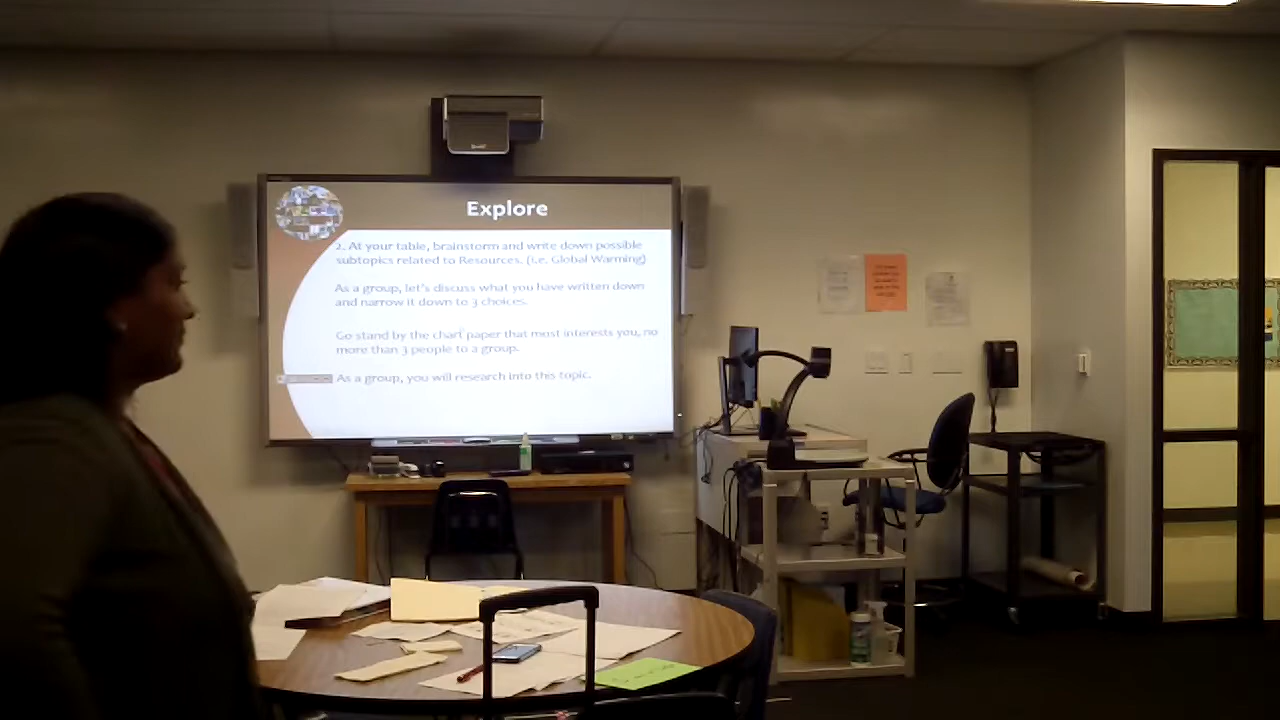 Explore
2. At your table, brainstorm and write down possible
subtopics related to Resources. (i.e. Global Warming)
As a group, let's discuss what you have written down
and narrow it down to 3 choices.
Go stand by the chart paper that most interests you, no
more than 3 people to a group.
As a group, you will research into this topic.